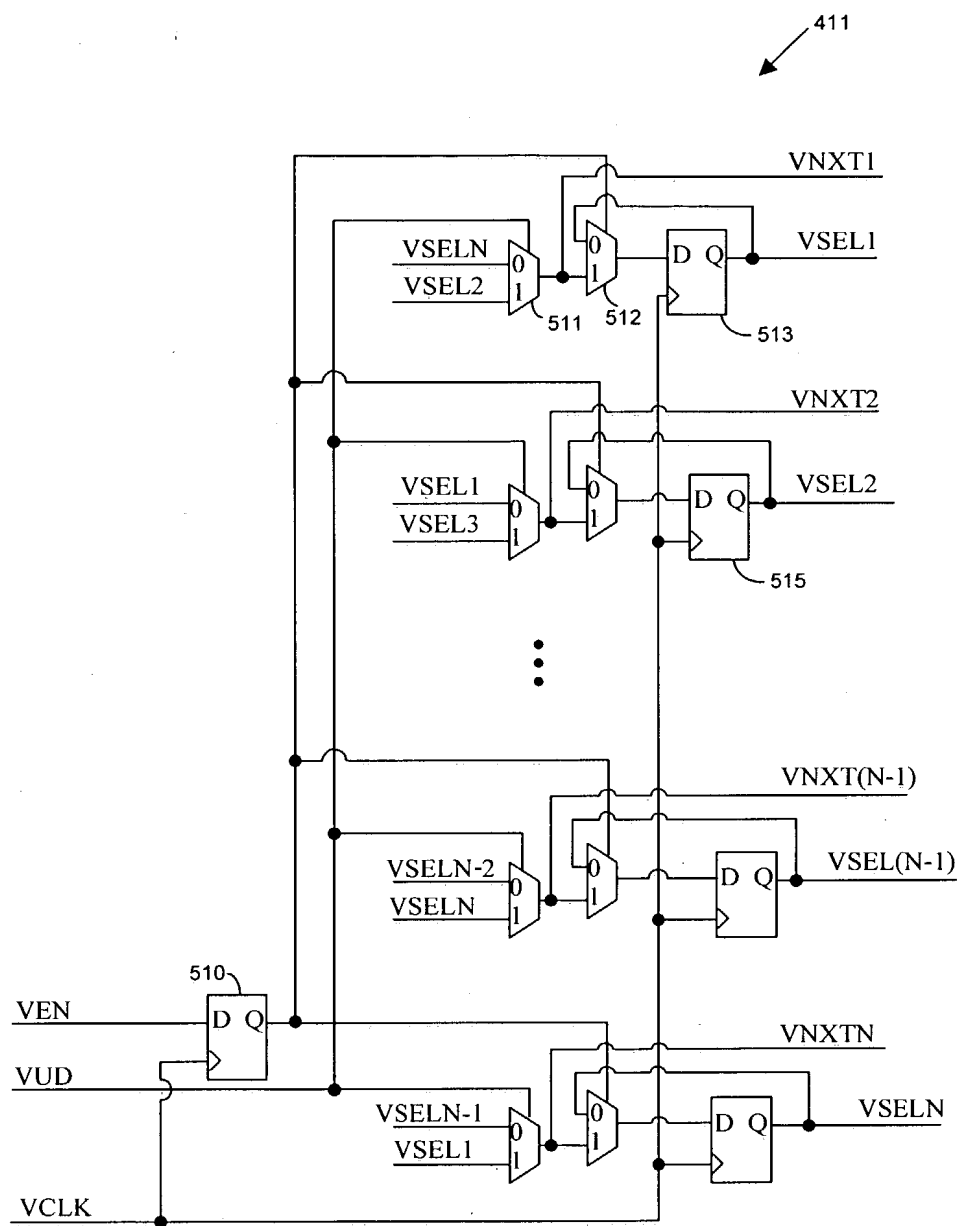 411
VNXT1
VSELN
0
0
D Q
VSEL1
VSEL2
1
1
511
512
513
VNXT2
VSEL1
0
0
D Q
VSEL2
VSEL3
1
1
515
VNXT(N-1)
VSELN-2
0
0
D Q
VSEL(N-1)
VSELN
1
1
510
VEN
D Q
VNXTN
VUD
VSELN-1
0
0
D Q
VSELN
VSEL1
1
1
VCLK